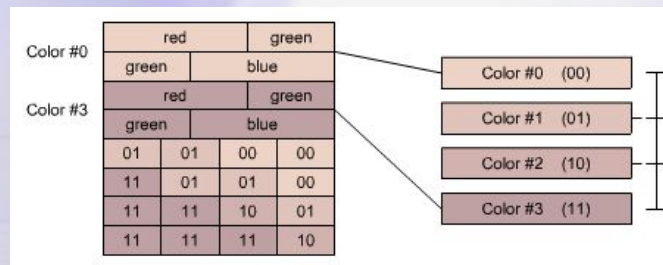 Color #0
red green
green blue
Color #3
red green
green blue
01 01 00 00
11 01 01 00
11 11 10 01
11 11 11 10
Color #0 (00)
Color #1 (01)
Color #2 (10)
Color #3 (11)